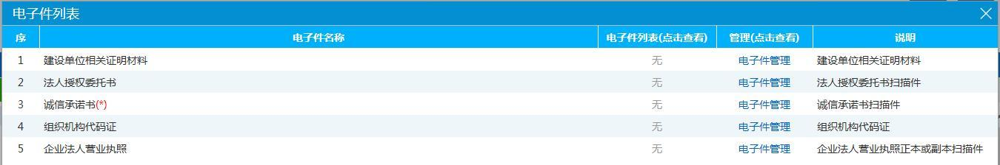 电子件列表
序 电子件名称 电子件列表(点击查看) 管理(点击查看) 说明
1 建设单位相关证明材料 无 电子件管理 建设单位相关证明材料
2 法人授权委托书 无 电子件管理 法人授权委托书扫描件
3 诚信承诺书(*) 无 电子件管理 诚信承诺书扫描件
4 组织机构代码证 无 电子件管理 组织机构代码证
5 企业法人营业执照 无 电子件管理 企业法人营业执照正本或副本扫描件